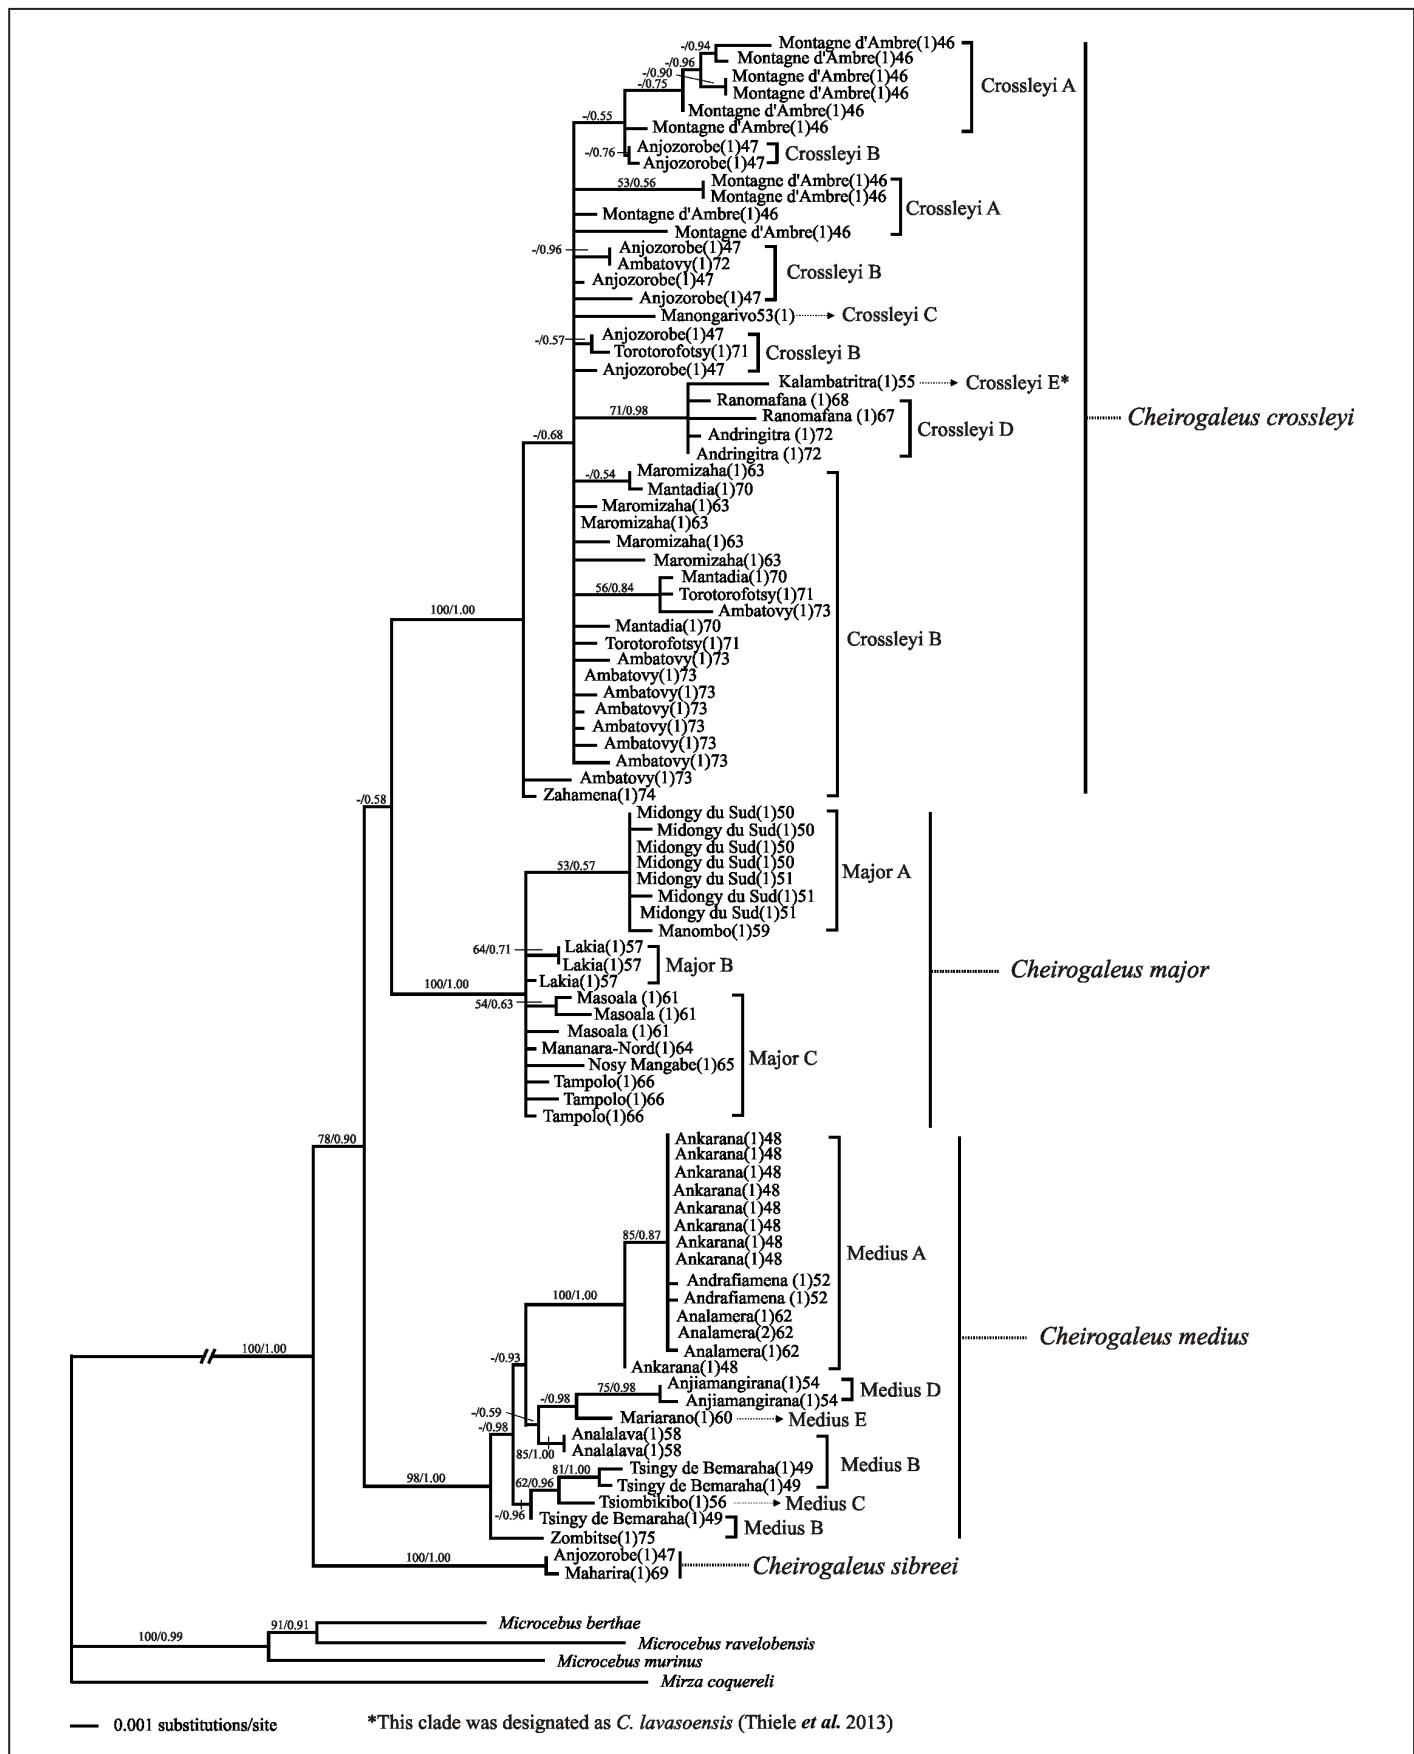 -/0.94
Montagne d'Ambre(1)46
Montagne d'Ambre(1)46
-/0.96
-/0.90
Montagne d'Ambre(1)46
-/0.75
Montagne d'Ambre(1)46
Crossleyi A
Montagne d'Ambre(1)46
-/0.55
Montagne d'Ambre(1)46
-/0.76
Anjozorobe(1)47
Anjozorobe(1)47
Crossleyi B
53/0.56
Montagne d'Ambre(1)46
Montagne d'Ambre(1)46
Montagne d'Ambre(1)46
Montagne d'Ambre(1)46
Crossleyi A
-/0.96
Anjozorobe(1)47
Ambatovy(1)72
Anjozorobe(1)47
Anjozorobe(1)47
Crossleyi B
Manongarivo53(1)
Crossleyi C
-/0.57
Anjozorobe(1)47
Torotorofotsy(1)71
Anjozorobe(1)47
Crossleyi B
Kalambatritra(1)55
Crossleyi E*
71/0.98
Ranomafana (1)68
Ranomafana (1)67
Andringitra (1)72
Andringitra (1)72
Crossleyi D
Cheirogaleus crossleyi
-/0.68
-/0.54
Maromizaha(1)63
Mantadia(1)70
Maromizaha(1)63
Maromizaha(1)63
Maromizaha(1)63
Maromizaha(1)63
56/0.84
Mantadia(1)70
Torotorofotsy(1)71
Ambatovy(1)73
Mantadia(1)70
Torotorofotsy(1)71
Ambatovy(1)73
Ambatovy(1)73
Ambatovy(1)73
Ambatovy(1)73
Ambatovy(1)73
Ambatovy(1)73
Ambatovy(1)73
Ambatovy(1)73
Zahamena(1)74
Crossleyi B
100/1.00
-/0.58
Midongy du Sud(1)50
Midongy du Sud(1)50
Midongy du Sud(1)50
Midongy du Sud(1)50
Midongy du Sud(1)51
Midongy du Sud(1)51
Midongy du Sud(1)51
Manombo(1)59
53/0.57
Major A
64/0.71
Lakia(1)57
Lakia(1)57
Lakia(1)57
Major B
100/1.00
54/0.63
Masoala (1)61
Masoala (1)61
Masoala (1)61
Mananara-Nord(1)64
Nosy Mangabe(1)65
Tampolo(1)66
Tampolo(1)66
Tampolo(1)66
Major C
Cheirogaleus major
78/0.90
Ankarana(1)48
Ankarana(1)48
Ankarana(1)48
Ankarana(1)48
Ankarana(1)48
Ankarana(1)48
Ankarana(1)48
Ankarana(1)48
85/0.87
Andrafiamena (1)52
Andrafiamena (1)52
Analamera(1)62
Analamera(2)62
Analamera(1)62
Ankarana(1)48
Medius A
100/1.00
100/1.00
-/0.93
75/0.98
Anjiamangirana(1)54
Anjiamangirana(1)54
Medius D
-/0.98
-/0.59
Mariarano(1)60
Medius E
-/0.98
Analalava(1)58
Analalava(1)58
85/1.00
81/1.00
Tsingy de Bemaraha(1)49
Tsingy de Bemaraha(1)49
Medius B
62/0.96
Tsiombikibo(1)56
Medius C
-/0.96
Tsingy de Bemaraha(1)49
Medius B
98/1.00
Zombitse(1)75
Cheirogaleus medius
100/1.00
Anjozorobe(1)47
Maharira(1)69
Cheirogaleus sibreei
91/0.91
100/0.99
Microcebus berthae
Microcebus ravelobensis
Microcebus murinus
Mirza coquereli
0.001 substitutions/site
*This clade was designated as C. lavasoensis (Thiele et al. 2013)